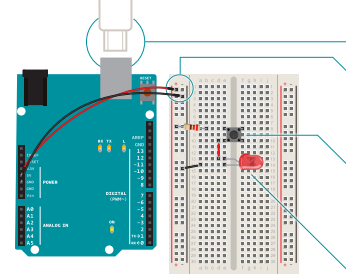 RESET
AREF
GND
RX TX L
13
12
~11
~10
~9
8
5V
POWER
DIGITAL
(PWM~)
7
~6
~5
4
~3
2
ON
A0
A1
A2
A3
A4
A5
ANALOG IN
TX→1
RX←0